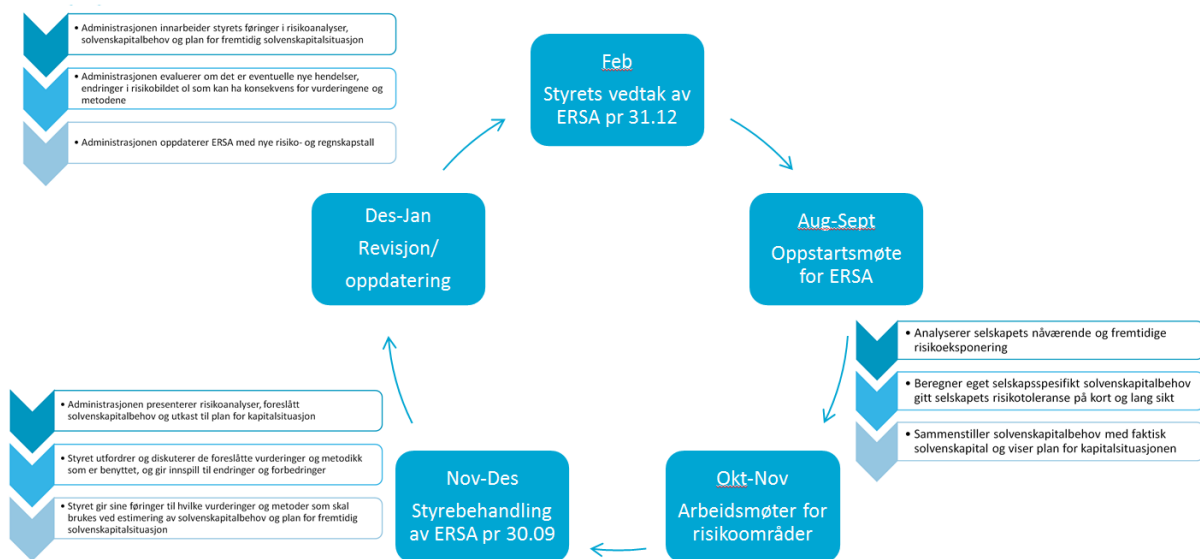 • Administrasjonen innarbeider styrets føringer i risikoanalyser,
solvenskapitalbehov og plan for fremtidig solvenskapitalsituasjon
• Administrasjonen evaluerer om det er eventuelle nye hendelser,
endringer i risikobildet ol som kan ha konsekvens for vurderingene og
metodene
• Administrasjonen oppdaterer ERSA med nye risiko- og regnskapstall
Feb
Styrets vedtak av
ERSA pr 31.12
Aug-Sept
Oppstartsmøte
for ERSA
• Analyserer selskapets nåværende og fremtidige
risikoeksponering
• Beregner eget selskapsspesifikt solvenskapitalbehov
gitt selskapets risikotoleranse på kort og lang sikt
• Sammenstiller solvenskapitalbehov med faktisk
solvenskapital og viser plan for kapitalsituasjonen
Okt-Nov
Arbeidsmøter for
risikoområder
Nov-Des
Styrebehandling
av ERSA pr 30.09
• Administrasjonen presenterer risikoanalyser, foreslått
solvenskapitalbehov og utkast til plan for kapitalsituasjon
• Styret utfordrer og diskuterer de foreslåtte vurderinger og metodikk
som er benyttet, og gir innspill til endringer og forbedringer
• Styret gir sine føringer til hvilke vurderinger og metoder som skal
brukes ved estimering av solvenskapitalbehov og plan for fremtidig
solvenskapitalsituasjon
Des-Jan
Revisjon/
oppdatering